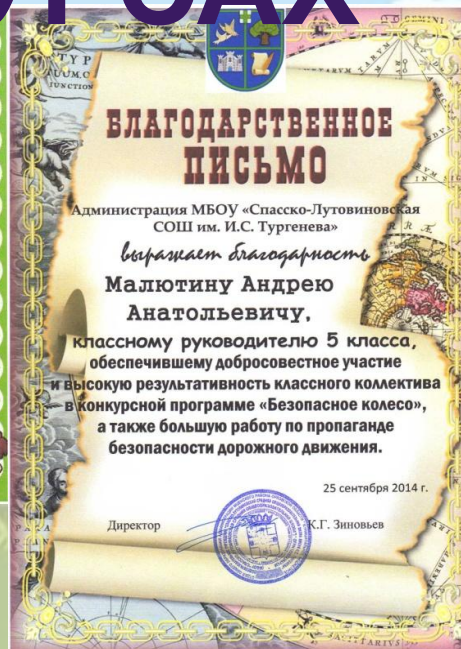 БЛАГОДАРСТВЕННОЕ
ПИСЬМО
Администрация МБОУ «Спасско-Лутовиновская
СОШ им. И.С. Тургенева»
выражает благодарность
Малютину Андрею
Анатольевичу,
классному руководителю 5 класса,
обеспечившему добросовестное участие
и высокую результативность классного коллектива
в конкурсной программе «Безопасное колесо»,
а также большую работу по пропаганде
безопасности дорожного движения.
25 сентября 2014 г.
Директор К.Г. Зиновьев